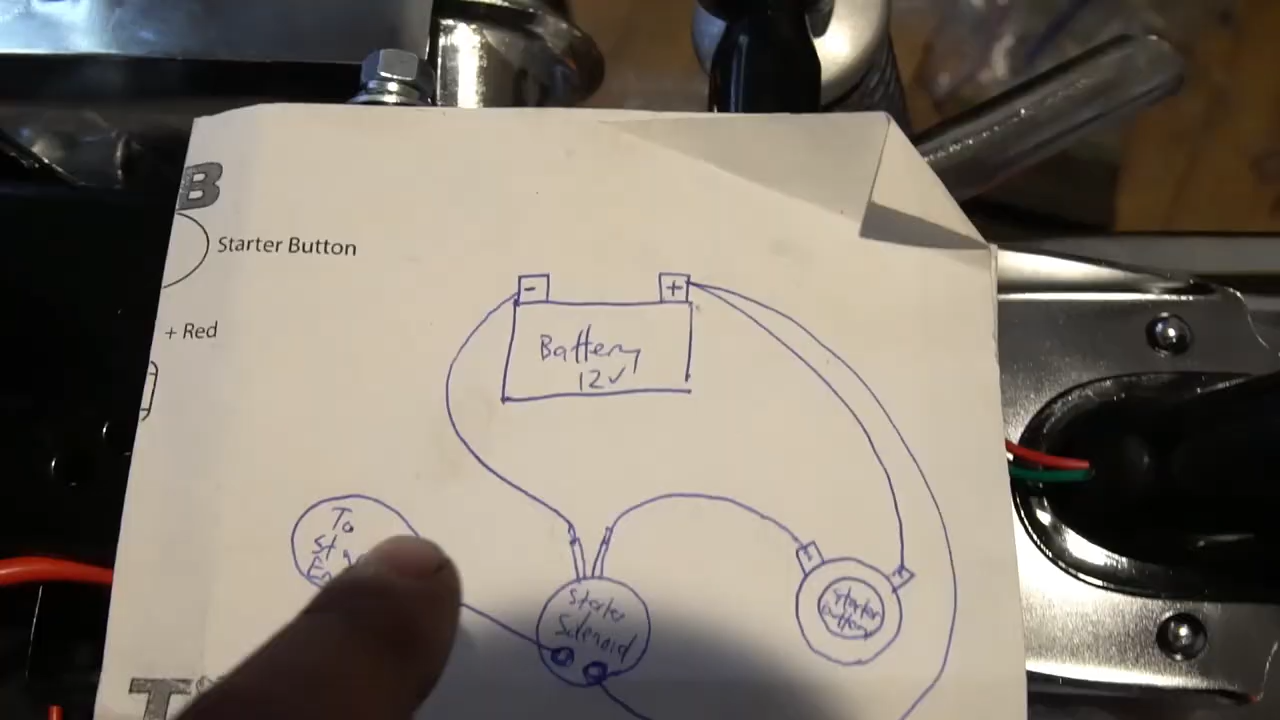 B
Starter Button
+ Red
- +
Battery
12V
To
Starter
Solenoid
Starter
button